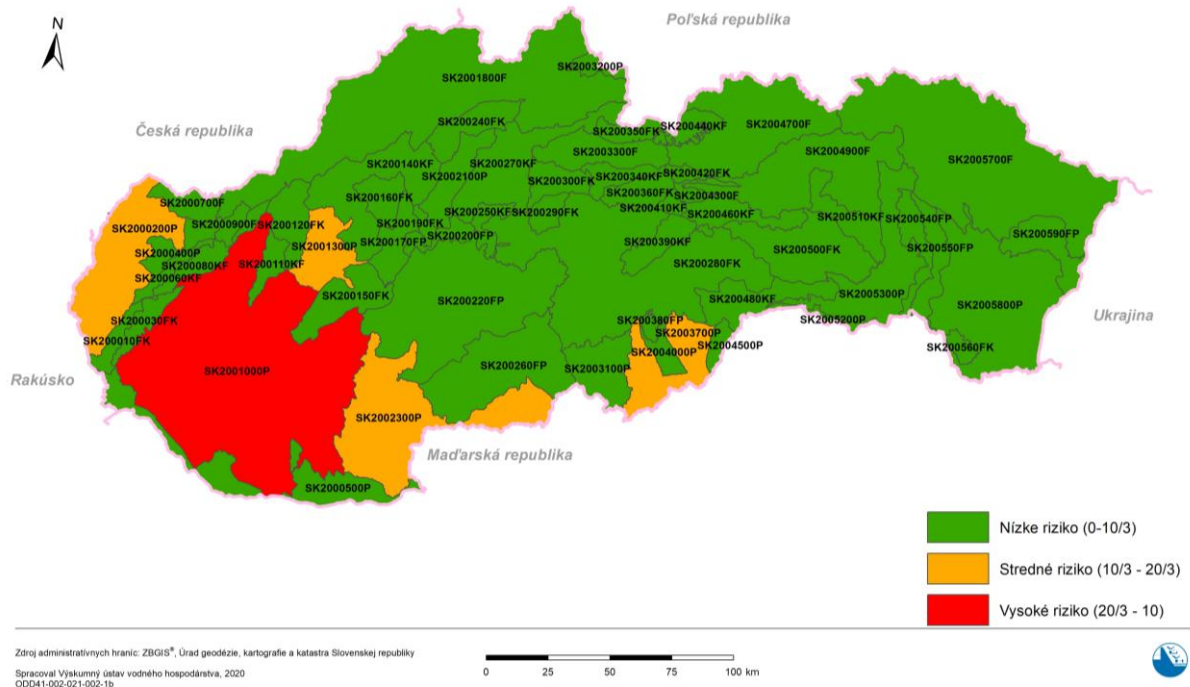 N
Poľská republika
SK2003200P
SK2001800F
SK200240FK
SK200350FK
SK200440KF
SK2004700F
Česká republika
SK2003300F
SK2004900F
SK2005700F
SK200140KF
SK200270KF
SK2002100P
SK200300FK
SK200340KF
SK200420KF
SK200160FK
SK200360FK
SK2004300F
SK2000700F
SK200410KF
SK200460KF
SK2000900F
SK200120FK
SK200190FK
SK200250KF
SK200290FK
SK200510KF
SK200540FP
SK2000200P
SK2001300P
SK200170FP
SK200200FP
SK200390KF
SK200500FK
SK200550FP
SK200590FP
SK2000400P
SK200080KF
SK200110KF
SK200280FK
SK200060KF
SK200150FK
SK200220FP
SK200480KF
SK2005300P
SK2005800P
SK200030FK
SK200380FP
SK2005200P
Ukrajina
SK200010FK
SK2003700P
SK2004500P
SK200560FK
SK2004000P
Rakúsko
SK2001000P
SK200260FP
SK2003100P
SK2002300P
Maďarská republika
SK2000500P
Nízke riziko (0-10/3)
Stredné riziko (10/3 - 20/3)
Vysoké riziko (20/3 - 10)
Zdroj administratívnych hraníc: ZBGIS®, Úrad geodézie, kartografie a katastra Slovenskej republiky
Spracoval Výskumný ústav vodného hospodárstva, 2020
ODD41-002-021-002-1b
0 25 50 75 100 km